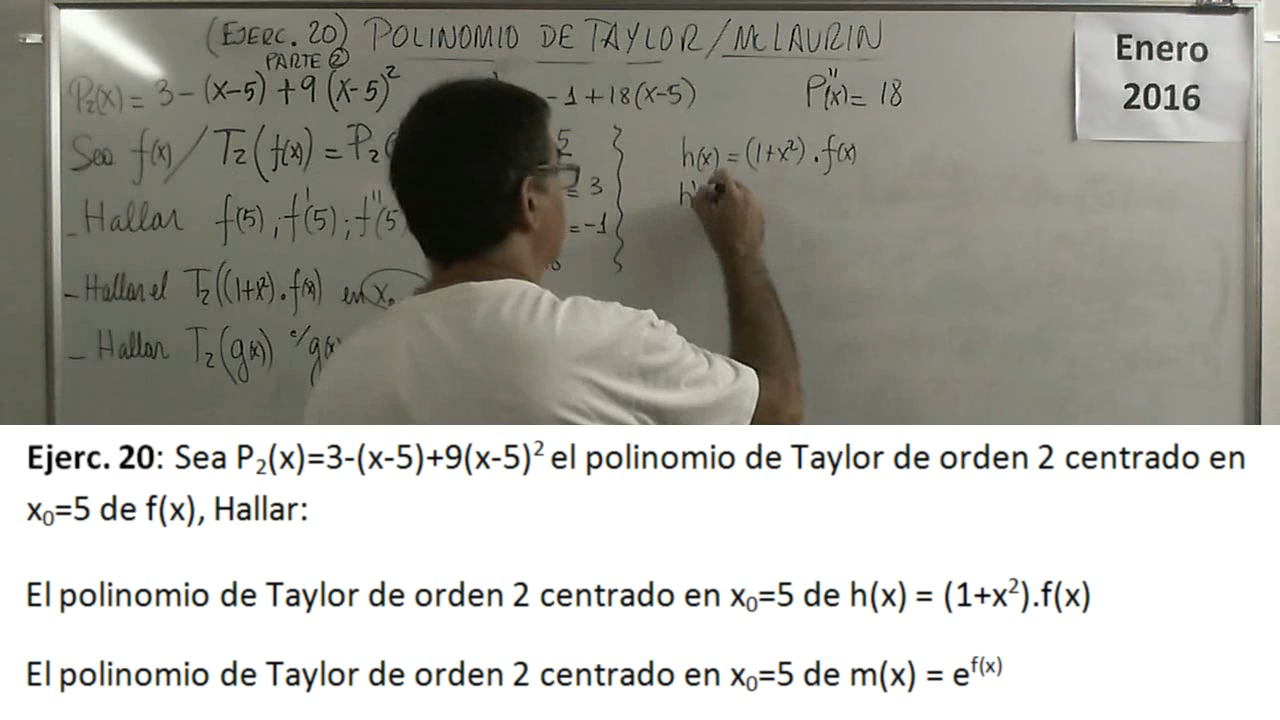 (EJERC. 20) POLINOMIO DE TAYLOR/MCLAURIN
PARTE ②
P₂(x) = 3 - (x-5) + 9(x-5)²
-1 + 18(x-5)
P''(x) = 18
Sea f(x) / T₂(f(x)) = P₂(
h(x) = (1+x²) . f(x)
= 3
h'
- Hallar f(5) ; f'(5) ; f''(5
= -1
- Hallar el T₂((1+x²).f(x)) en x₀
- Hallar T₂(g(x)) c/g(x)
Enero
2016
Ejerc. 20: Sea P₂(x)=3-(x-5)+9(x-5)² el polinomio de Taylor de orden 2 centrado en
x₀=5 de f(x), Hallar:
El polinomio de Taylor de orden 2 centrado en x₀=5 de h(x) = (1+x²).f(x)
El polinomio de Taylor de orden 2 centrado en x₀=5 de m(x) = e^f(x)